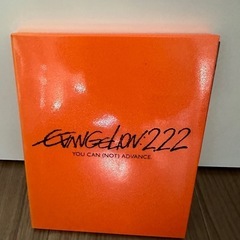 EVANGELION:2.22
YOU CAN (NOT) ADVANCE.